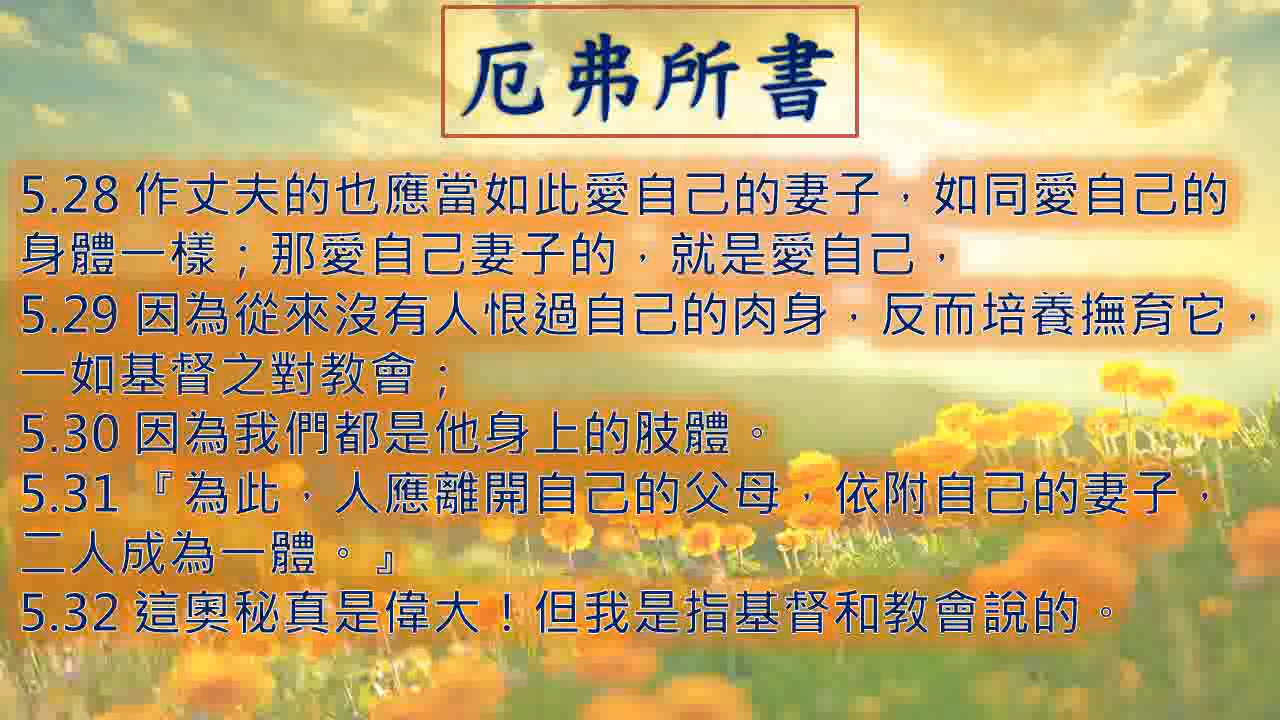 厄弗所書
5.28 作丈夫的也應當如此愛自己的妻子，如同愛自己的
身體一樣；那愛自己妻子的，就是愛自己，
5.29 因為從來沒有人恨過自己的肉身，反而培養撫育它，
一如基督之對教會；
5.30 因為我們都是他身上的肢體。
5.31 『為此，人應離開自己的父母，依附自己的妻子，
二人成為一體。』
5.32 這奧秘真是偉大！但我是指基督和教會說的。